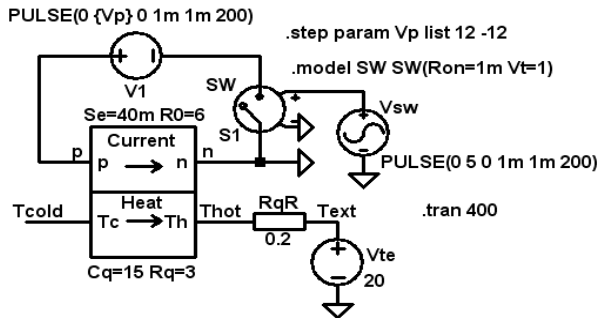 PULSE(0 {Vp} 0 1m 1m 200)
.step param Vp list 12 -12
+ -
V1
SW
.model SW SW(Ron=1m Vt=1)
+
-
S1
Vsw
+
-
Se=40m R0=6
Current
p
p
n
n
PULSE(0 5 0 1m 1m 200)
Heat
Tcold
Tc
Th
Thot
RqR
0.2
Text
.tran 400
Cq=15 Rq=3
+
-
Vte
20